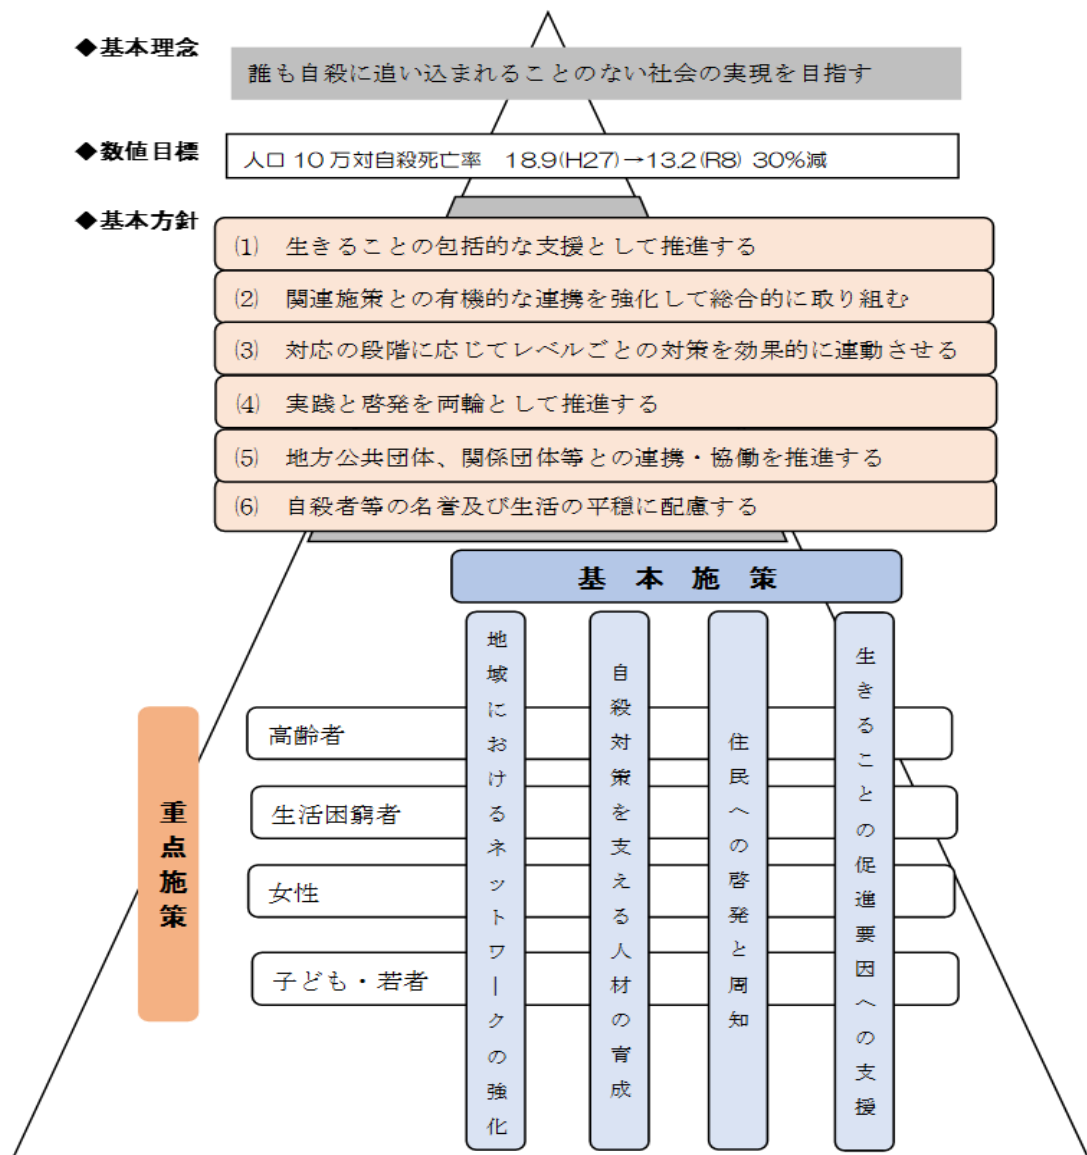 ◆基本理念
誰も自殺に追い込まれることのない社会の実現を目指す
◆数値目標
人口10万対自殺死亡率　18.9(H27)→13.2(R8) 30%減
◆基本方針
⑴　生きることの包括的な支援として推進する
⑵　関連施策との有機的な連携を強化して総合的に取り組む
⑶　対応の段階に応じてレベルごとの対策を効果的に連動させる
⑷　実践と啓発を両輪として推進する
⑸　地方公共団体、関係団体等との連携・協働を推進する
⑹　自殺者等の名誉及び生活の平穏に配慮する
基　本　施　策
地域におけるネットワークの強化
自殺対策を支える人材の育成
住民への啓発と周知
生きることの促進要因への支援
重点施策
高齢者
生活困窮者
女性
子ども・若者